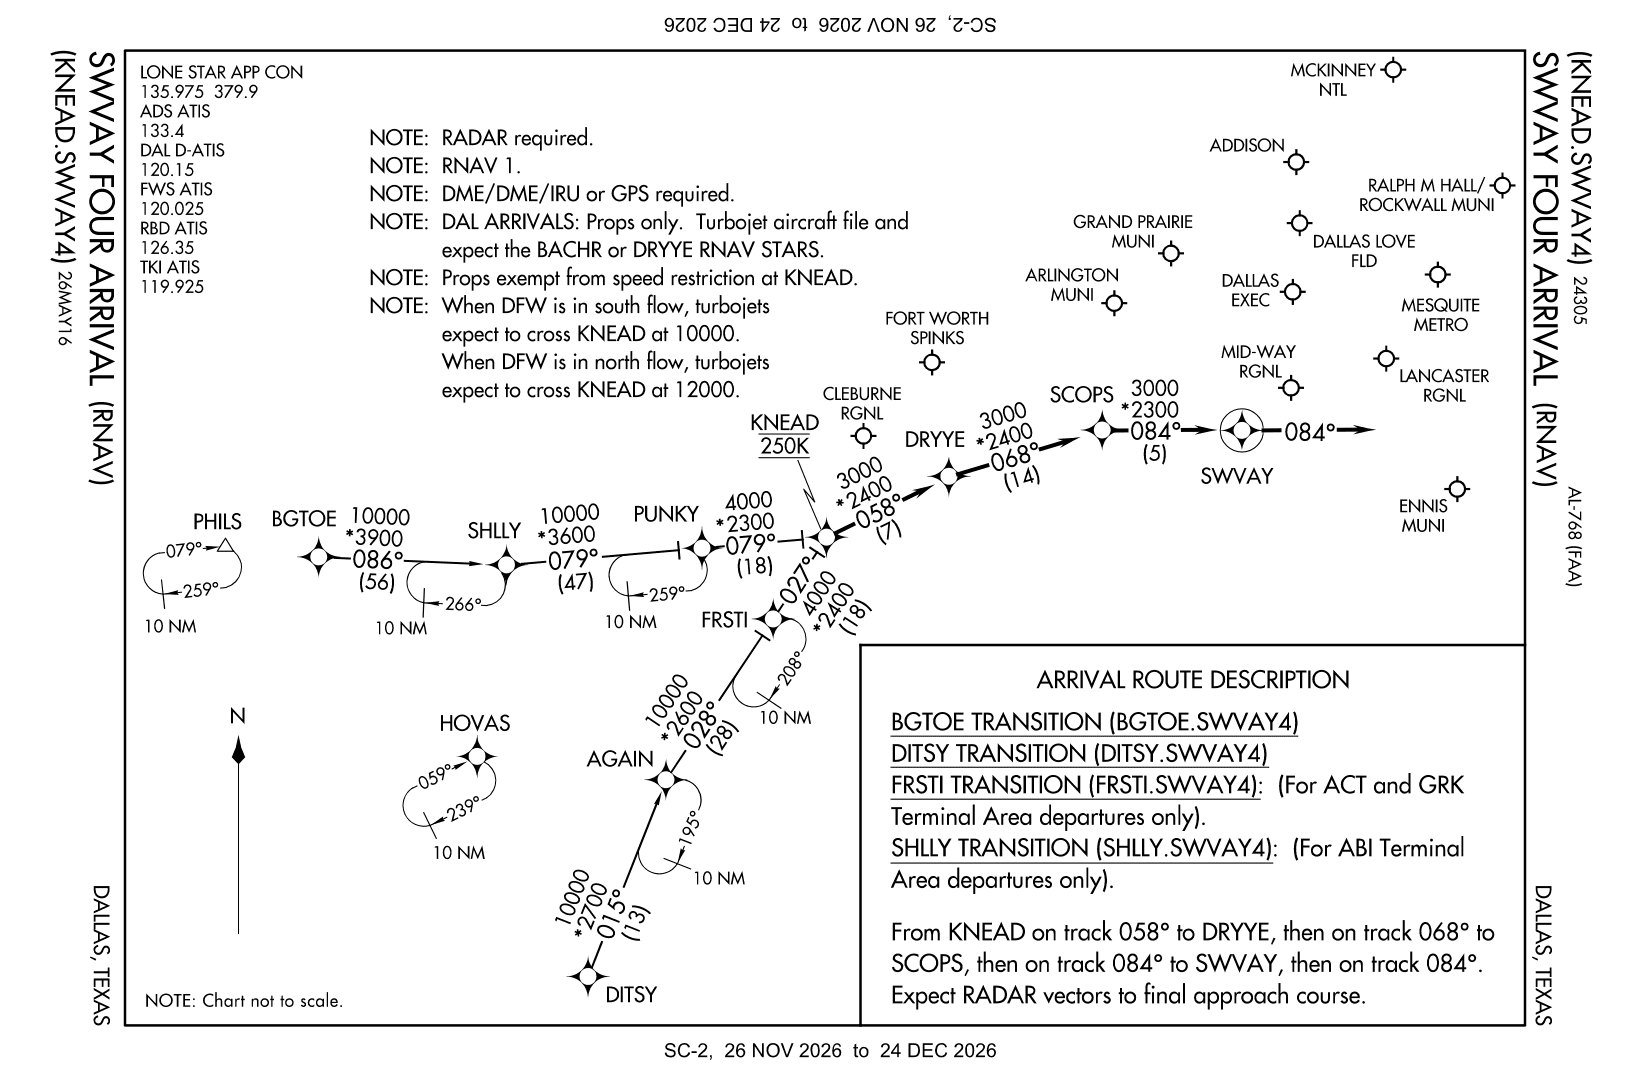 SC-2, 26 NOV 2026 to 24 DEC 2026
(KNEAD.SWVAY4) 26MAY16
SWVAY FOUR ARRIVAL (RNAV)
DALLAS, TEXAS
(KNEAD.SWVAY4) 24305
SWVAY FOUR ARRIVAL (RNAV)
AL-768 (FAA)
DALLAS, TEXAS
LONE STAR APP CON
135.975 379.9
ADS ATIS
133.4
DAL D-ATIS
120.15
FWS ATIS
120.025
RBD ATIS
126.35
TKI ATIS
119.925
NOTE: RADAR required.
NOTE: RNAV 1.
NOTE: DME/DME/IRU or GPS required.
NOTE: DAL ARRIVALS: Props only. Turbojet aircraft file and
expect the BACHR or DRYYE RNAV STARS.
NOTE: Props exempt from speed restriction at KNEAD.
NOTE: When DFW is in south flow, turbojets
expect to cross KNEAD at 10000.
When DFW is in north flow, turbojets
expect to cross KNEAD at 12000.
MCKINNEY
NTL
ADDISON
RALPH M HALL/
ROCKWALL MUNI
GRAND PRAIRIE
MUNI
DALLAS LOVE
FLD
ARLINGTON
MUNI
DALLAS
EXEC
MESQUITE
METRO
FORT WORTH
SPINKS
MID-WAY
RGNL
LANCASTER
RGNL
CLEBURNE
RGNL
ENNIS
MUNI
PHILS
079°
259°
10 NM
BGTOE
10000
*3900
086°
(56)
SHLLY
266°
10 NM
10000
*3600
079°
(47)
PUNKY
259°
10 NM
4000
*2300
079°
(18)
KNEAD
250K
3000
*2400
058°
(7)
DRYYE
3000
*2400
068°
(14)
SCOPS
3000
*2300
084°
(5)
SWVAY
084°
027°
4000
*2400
(18)
FRSTI
208°
10 NM
10000
*2600
028°
(28)
AGAIN
195°
10 NM
10000
*2700
015°
(13)
DITSY
HOVAS
059°
239°
10 NM
N
NOTE: Chart not to scale.
ARRIVAL ROUTE DESCRIPTION
BGTOE TRANSITION (BGTOE.SWVAY4)
DITSY TRANSITION (DITSY.SWVAY4)
FRSTI TRANSITION (FRSTI.SWVAY4): (For ACT and GRK
Terminal Area departures only).
SHLLY TRANSITION (SHLLY.SWVAY4): (For ABI Terminal
Area departures only).
From KNEAD on track 058° to DRYYE, then on track 068° to
SCOPS, then on track 084° to SWVAY, then on track 084°.
Expect RADAR vectors to final approach course.
SC-2, 26 NOV 2026 to 24 DEC 2026